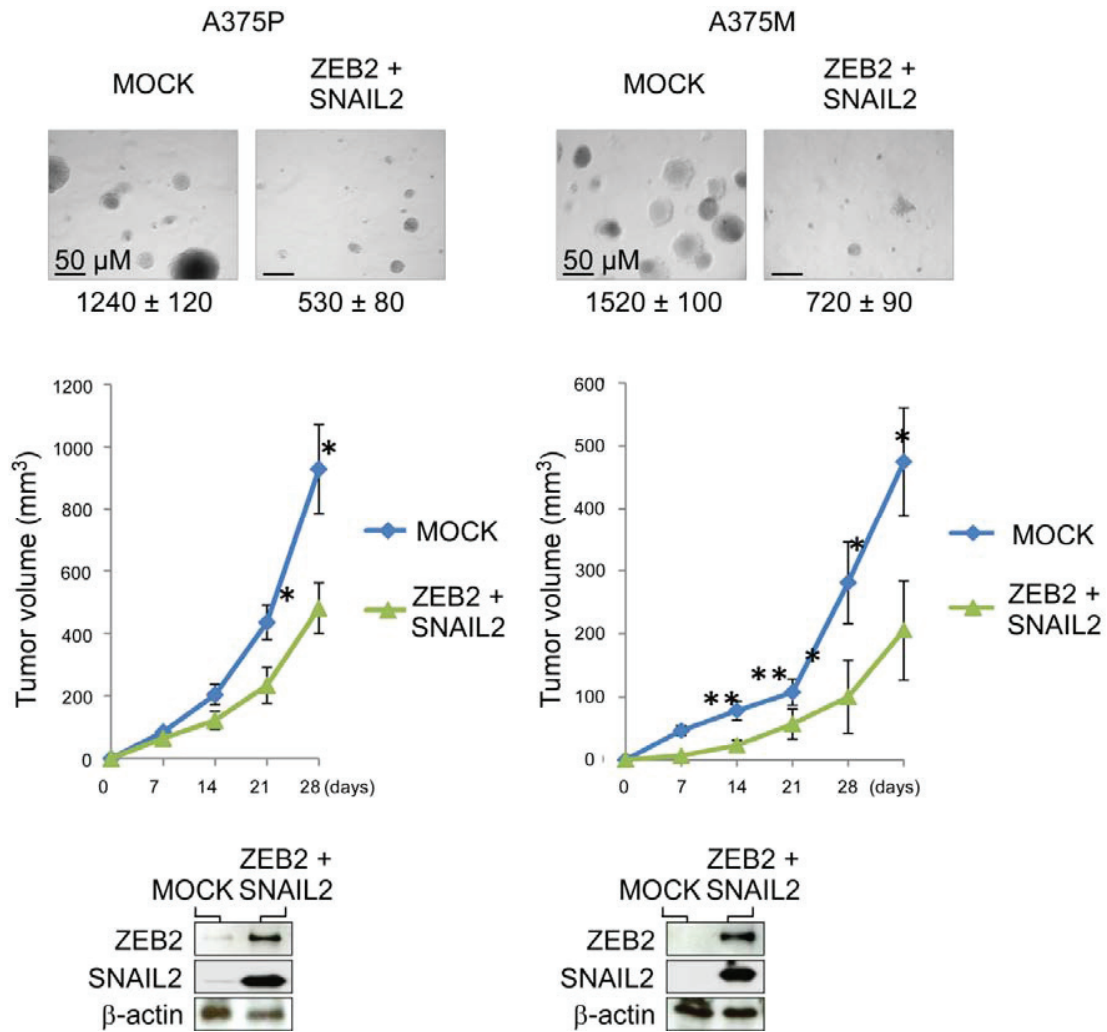 A375P
A375M
MOCK
ZEB2 +
SNAIL2
MOCK
ZEB2 +
SNAIL2
50 µM
50 µM
1240 ± 120
530 ± 80
1520 ± 100
720 ± 90
Tumor volume (mm³)
1200
1000
800
600
400
200
0
0 7 14 21 28 (days)
*
*
MOCK
ZEB2 +
SNAIL2
Tumor volume (mm³)
600
500
400
300
200
100
0
0 7 14 21 28 (days)
**
**
*
*
*
MOCK
ZEB2 +
SNAIL2
MOCK
ZEB2 +
SNAIL2
ZEB2
SNAIL2
β-actin
MOCK
ZEB2 +
SNAIL2
ZEB2
SNAIL2
β-actin